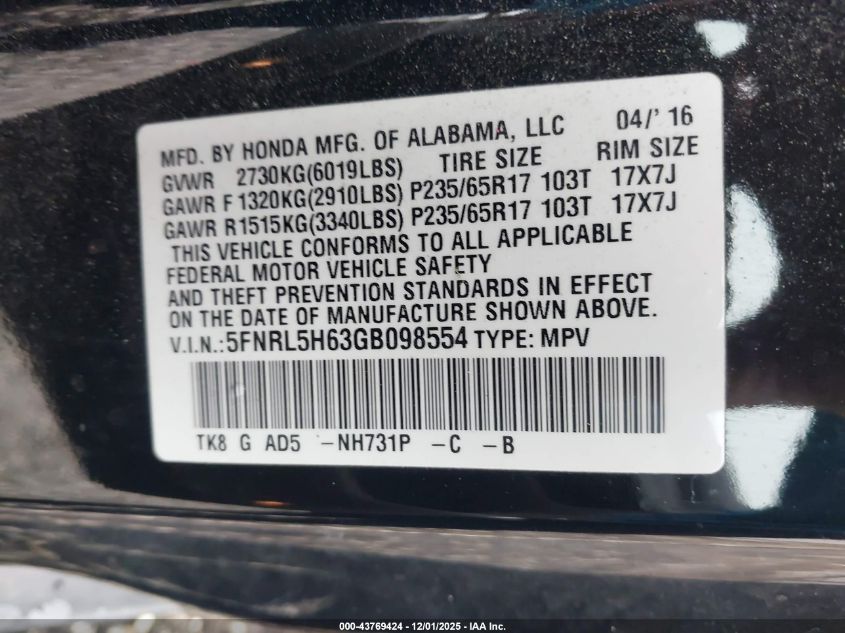 MFD. BY HONDA MFG. OF ALABAMA, LLC 04/' 16
GVWR 2730KG(6019LBS) TIRE SIZE RIM SIZE
GAWR F 1320KG(2910LBS) P235/65R17 103T 17X7J
GAWR R1515KG(3340LBS) P235/65R17 103T 17X7J
THIS VEHICLE CONFORMS TO ALL APPLICABLE
FEDERAL MOTOR VEHICLE SAFETY
AND THEFT PREVENTION STANDARDS IN EFFECT
ON THE DATE OF MANUFACTURE SHOWN ABOVE.
V.I.N.:5FNRL5H63GB098554 TYPE: MPV
TK8 G AD5 -NH731P -C -B
000-43769424 - 12/01/2025 - IAA Inc.